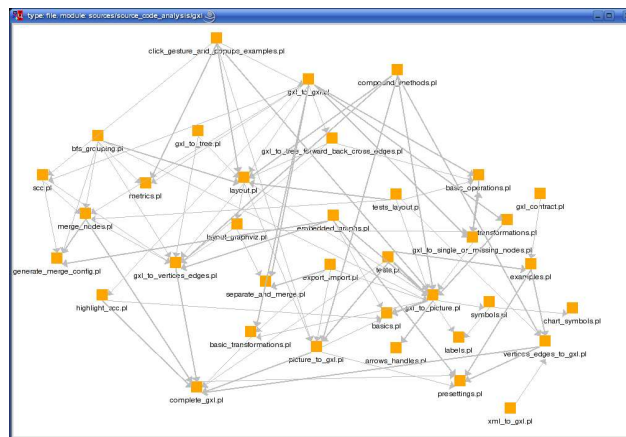 type: file: module: sources/source_code_analysis/gxl
click_gesture_and_popups_examples.pl
gxl_to_gxl.pl
compound_methods.pl
bfs_grouping.pl
gxl_to_tree.pl
gxl_to_tree_forward_back_cross_edges.pl
scc.pl
metrics.pl
layout.pl
basic_operations.pl
tests_layout.pl
gxl_contract.pl
merge_nodes.pl
layout_graphviz.pl
embedded_graphs.pl
transformations.pl
gxl_to_single_or_missing_nodes.pl
generate_merge_config.pl
gxl_to_vertices_edges.pl
export_import.pl
tests.pl
examples.pl
separate_and_merge.pl
highlight_scc.pl
gxl_to_picture.pl
symbols.pl
chart_symbols.pl
basics.pl
basic_transformations.pl
labels.pl
picture_to_gxl.pl
arrows_handles.pl
vertices_edges_to_gxl.pl
complete_gxl.pl
presettings.pl
xml_to_gxl.pl